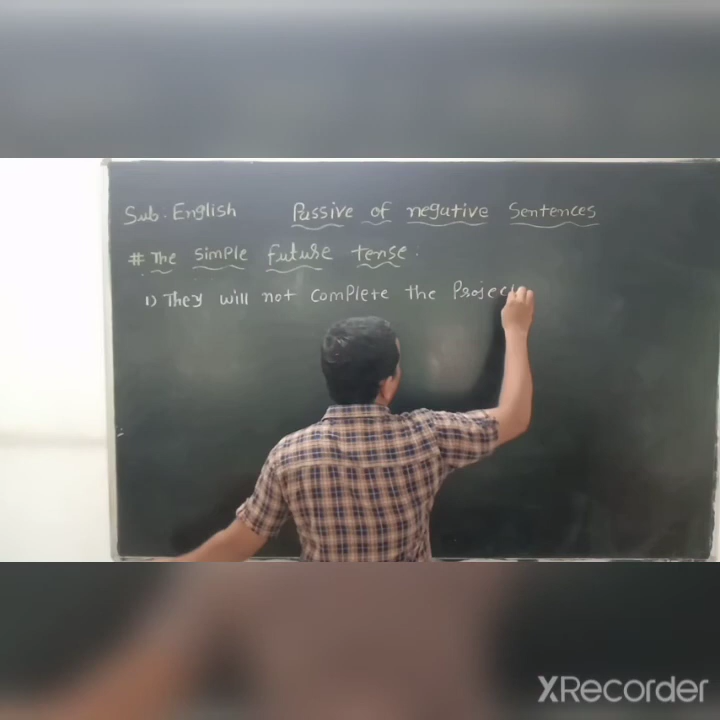 Sub. English Passive of negative Sentences
# The Simple future tense.
1) They will not complete the Project
XRecorder